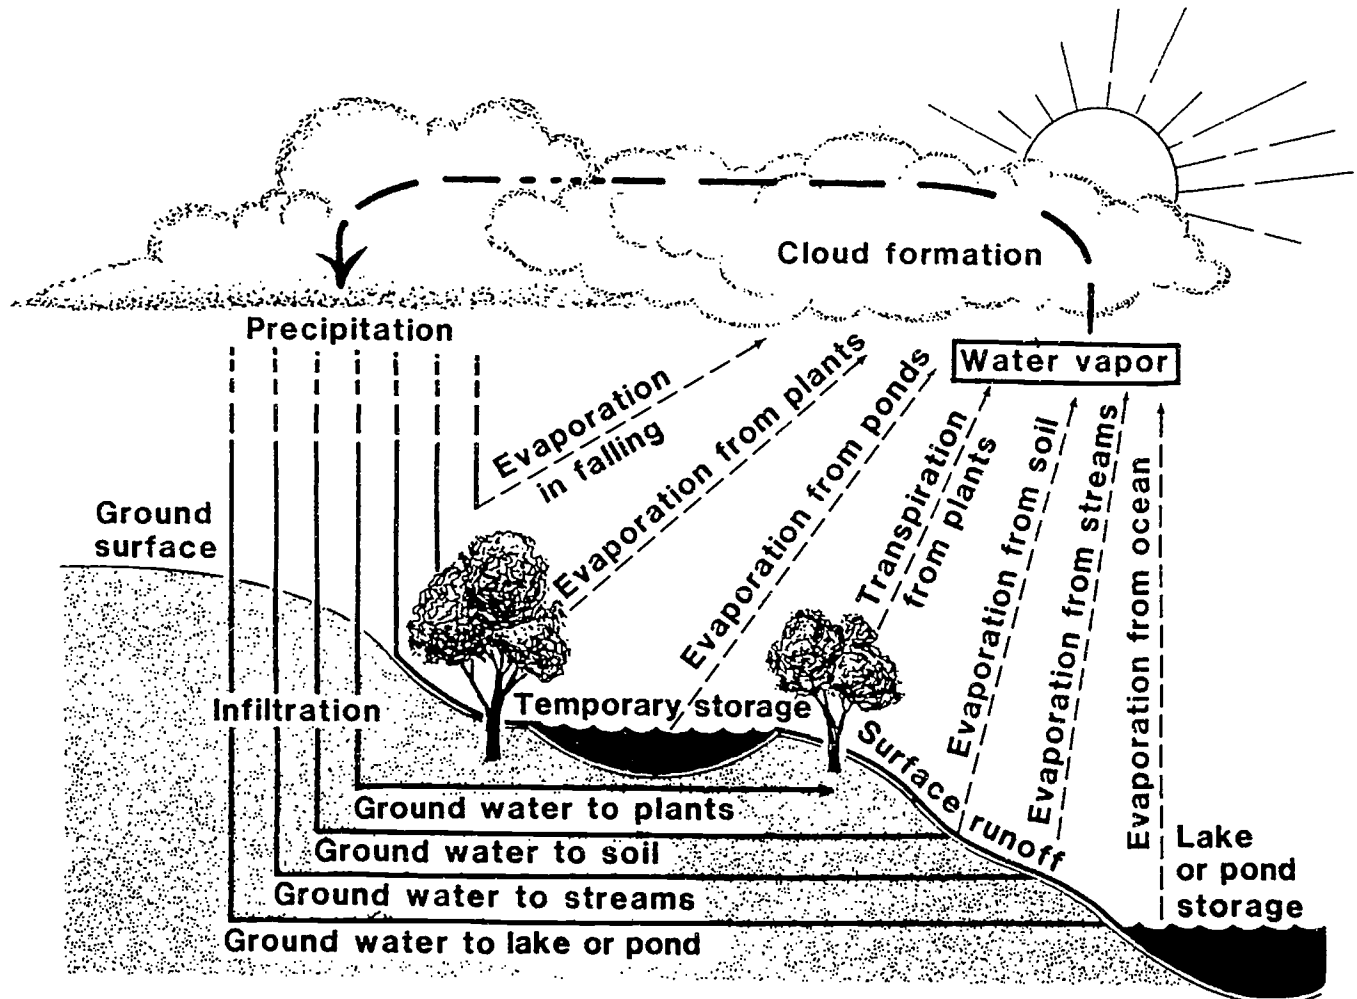 Cloud formation
Precipitation
Water vapor
Evaporation
in falling
Evaporation from plants
Evaporation from ponds
Transpiration
from plants
Evaporation from soil
Evaporation from streams
Evaporation from ocean
Ground
surface
Infiltration
Temporary storage
Surface runoff
Ground water to plants
Ground water to soil
Ground water to streams
Ground water to lake or pond
Lake
or pond
storage